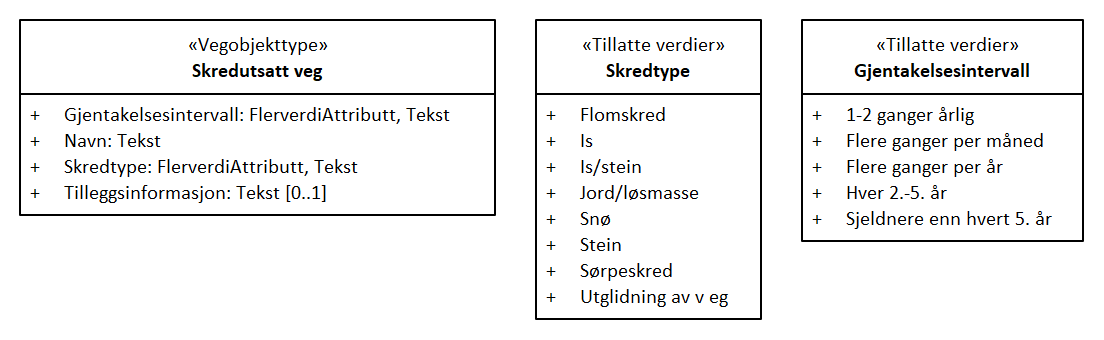 «Vegobjekttype»
Skredutsatt veg
+ Gjentakelsesintervall: FlerverdiAttributt, Tekst
+ Navn: Tekst
+ Skredtype: FlerverdiAttributt, Tekst
+ Tilleggsinformasjon: Tekst [0..1]
«Tillatte verdier»
Skredtype
+ Flomskred
+ Is
+ Is/stein
+ Jord/løsmasse
+ Snø
+ Stein
+ Sørpeskred
+ Utglidning av v eg
«Tillatte verdier»
Gjentakelsesintervall
+ 1-2 ganger årlig
+ Flere ganger per måned
+ Flere ganger per år
+ Hver 2.-5. år
+ Sjeldnere enn hvert 5. år